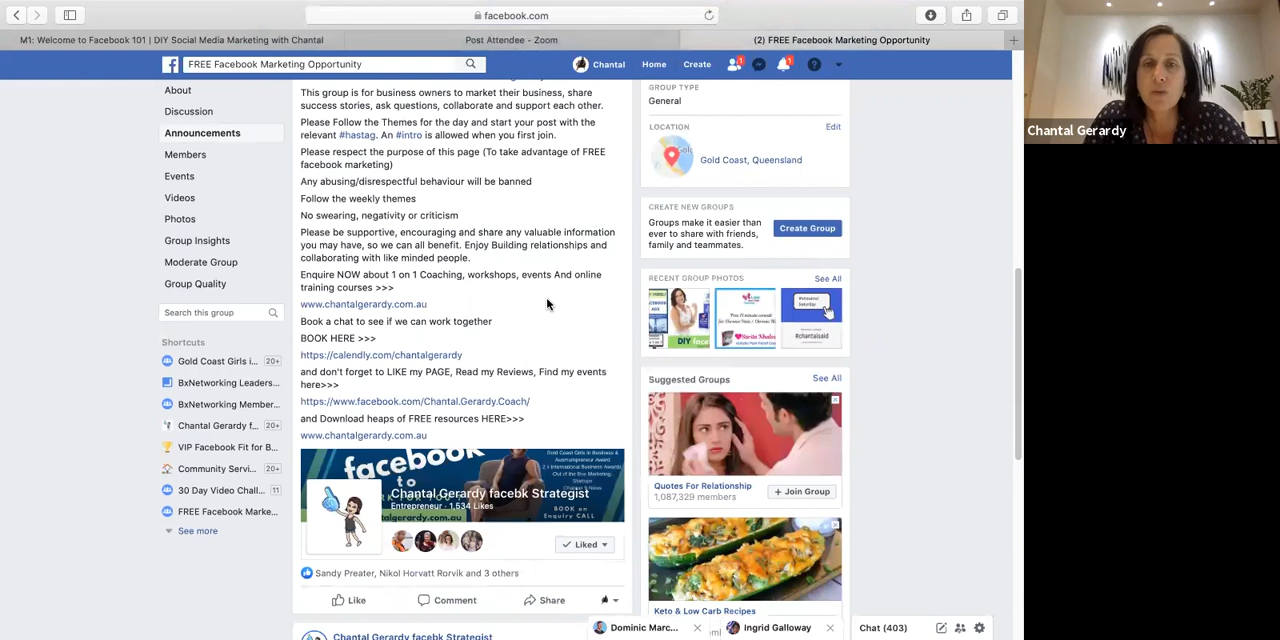 facebook.com
M1: Welcome to Facebook 101 | DIY Social Media Marketing with Chantal
Post Attendee - Zoom
(2) FREE Facebook Marketing Opportunity
FREE Facebook Marketing Opportunity
Chantal
Home
Create
1
1
Chantal Gerardy
About
Discussion
Announcements
Members
Events
Videos
Photos
Group Insights
Moderate Group
Group Quality
Search this group
Shortcuts
Gold Coast Girls i... 20+
BxNetworking Leaders...
BxNetworking Member...
Chantal Gerardy f... 20+
VIP Facebook Fit for B...
Community Servi... 20+
30 Day Video Chall... 11
FREE Facebook Marke...
See more
This group is for business owners to market their business, share
success stories, ask questions, collaborate and support each other.
Please Follow the Themes for the day and start your post with the
relevant #hastag. An #intro is allowed when you first join.
Please respect the purpose of this page (To take advantage of FREE
facebook marketing)
Any abusing/disrespectful behaviour will be banned
Follow the weekly themes
No swearing, negativity or criticism
Please be supportive, encouraging and share any valuable information
you may have, so we can all benefit. Enjoy Building relationships and
collaborating with like minded people.
Enquire NOW about 1 on 1 Coaching, workshops, events And online
training courses >>>
www.chantalgerardy.com.au
Book a chat to see if we can work together
BOOK HERE >>>
https://calendly.com/chantalgerardy
and don't forget to LIKE my PAGE, Read my Reviews, Find my events
here>>>
https://www.facebook.com/Chantal.Gerardy.Coach/
and Download heaps of FREE resources HERE>>>
www.chantalgerardy.com.au
facebook
to
Chantal Gerardy facebk Strategist
Entrepreneur · 1,534 Likes
Liked
Sandy Preater, Nikol Horvatt Rorvik and 3 others
Like
Comment
Share
Chantal Gerardy facebk Strategist
GROUP TYPE
General
LOCATION
Edit
Gold Coast, Queensland
CREATE NEW GROUPS
Groups make it easier than
ever to share with friends,
family and teammates.
Create Group
RECENT GROUP PHOTOS
See All
Suggested Groups
See All
Quotes For Relationship
1,087,329 members
+ Join Group
Keto & Low Carb Recipes
Dominic Marc...
Ingrid Galloway
Chat (403)